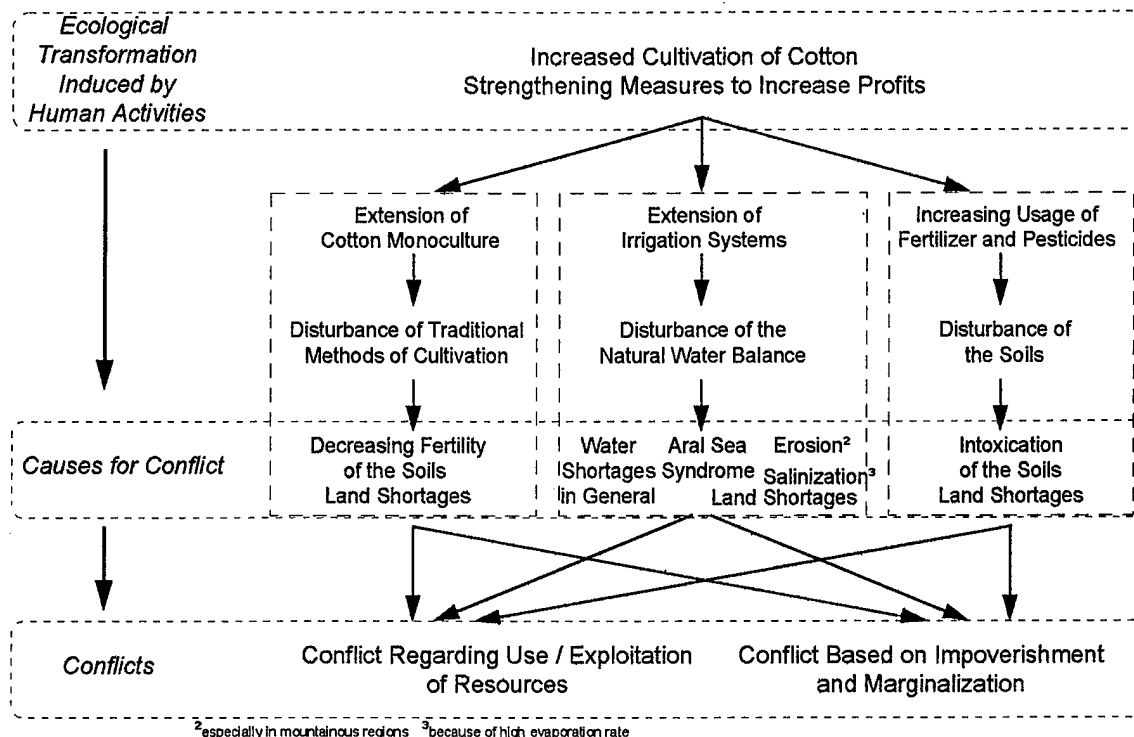 Ecological
Transformation
Induced by
Human Activities
Increased Cultivation of Cotton
Strengthening Measures to Increase Profits
Extension of
Cotton Monoculture
Extension of
Irrigation Systems
Increasing Usage of
Fertilizer and Pesticides
Disturbance of Traditional
Methods of Cultivation
Disturbance of the
Natural Water Balance
Disturbance of
the Soils
Causes for Conflict
Decreasing Fertility
of the Soils
Land Shortages
Water
Shortages
in General
Aral Sea
Syndrome
Erosion²
Salinization³
Land Shortages
Intoxication
of the Soils
Land Shortages
Conflicts
Conflict Regarding Use / Exploitation
of Resources
Conflict Based on Impoverishment
and Marginalization
²especially in mountainous regions ³because of high evaporation rate